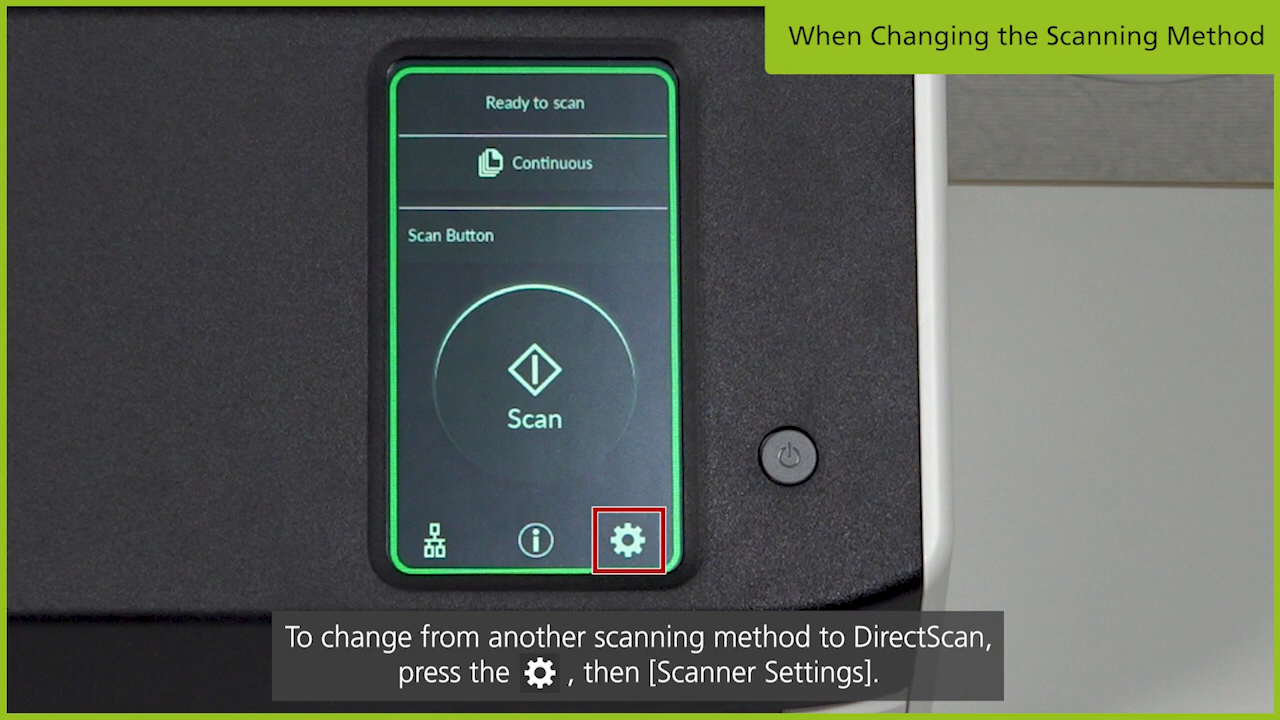 When Changing the Scanning Method
Ready to scan
Continuous
Scan Button
Scan
To change from another scanning method to DirectScan,
press the , then [Scanner Settings].